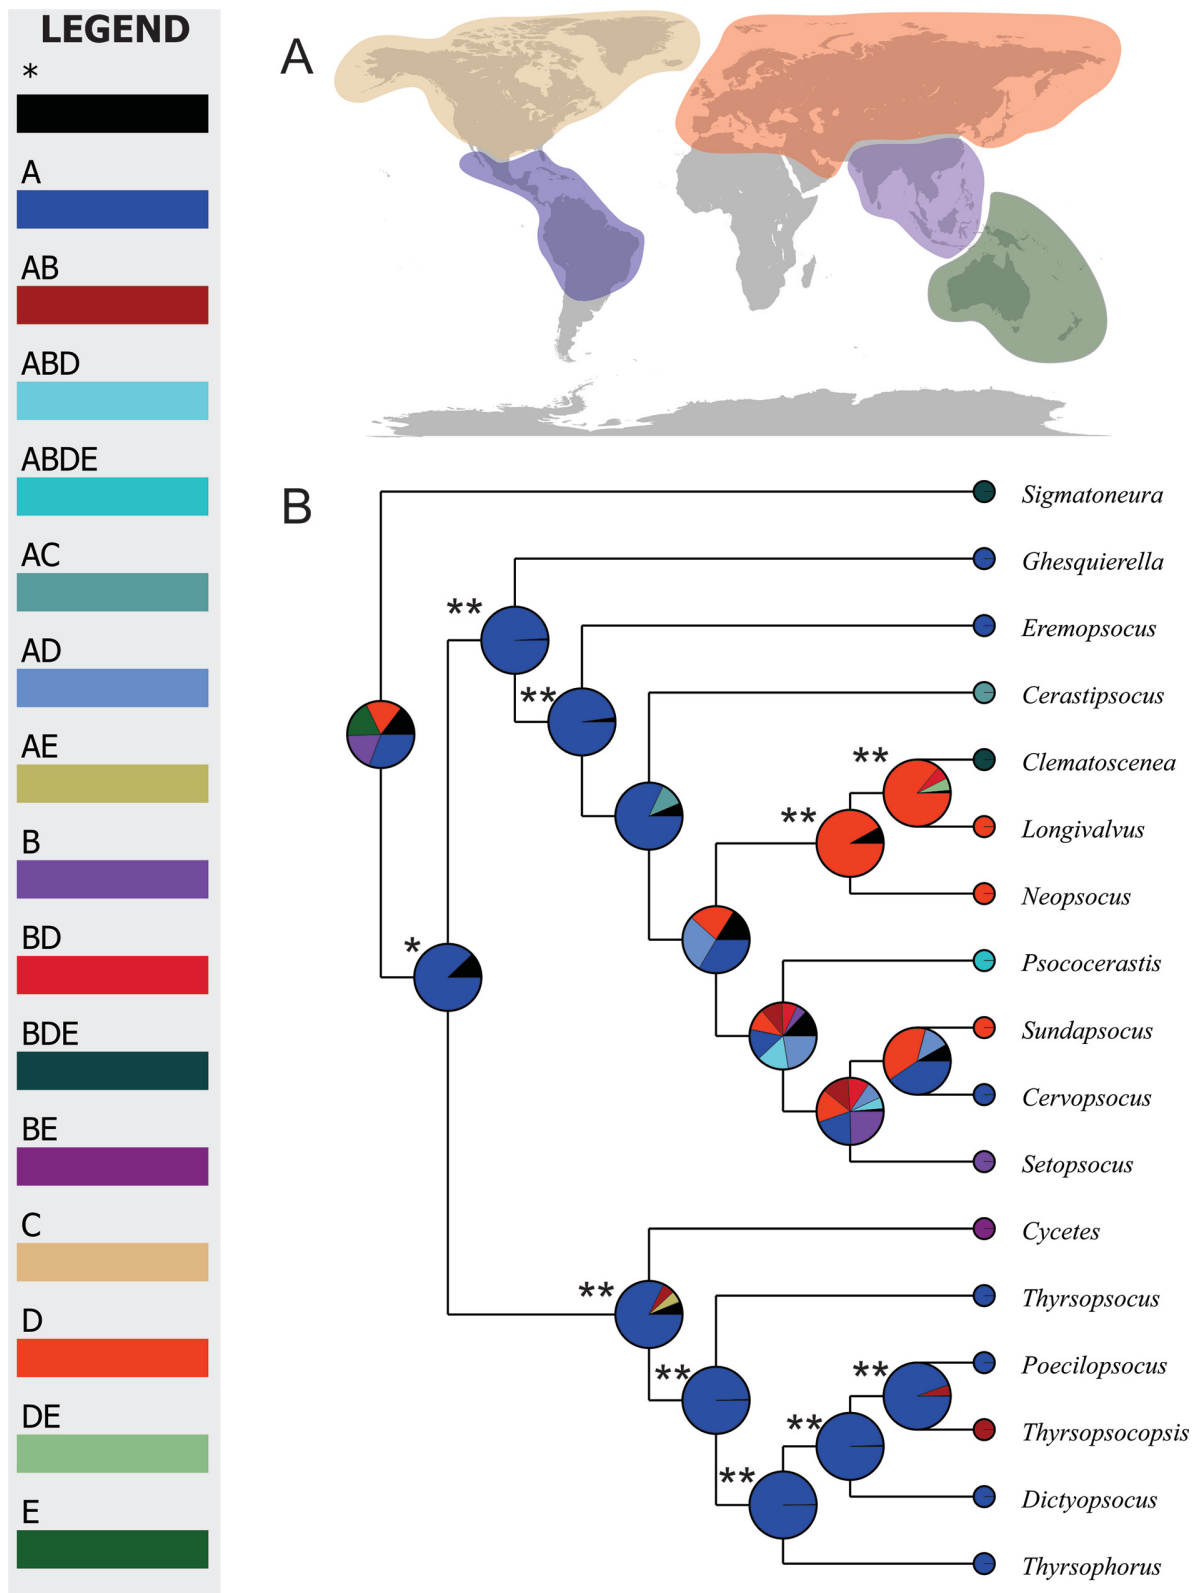 LEGEND
*
A
AB
ABD
ABDE
AC
AD
AE
B
BD
BDE
BE
C
D
DE
E
A
B
Sigmatoneura
Ghesquierella
**
Eremopsocus
**
Cerastipsocus
Clematoscenea
**
Longivalvus
**
Neopsocus
*
Psococerastis
Sundapsocus
Cervopsocus
Setopsocus
Cycetes
**
Thyrsopsocus
**
Poecilopsocus
**
Thyrsopsocopsis
**
Dictyopsocus
**
Thyrsophorus